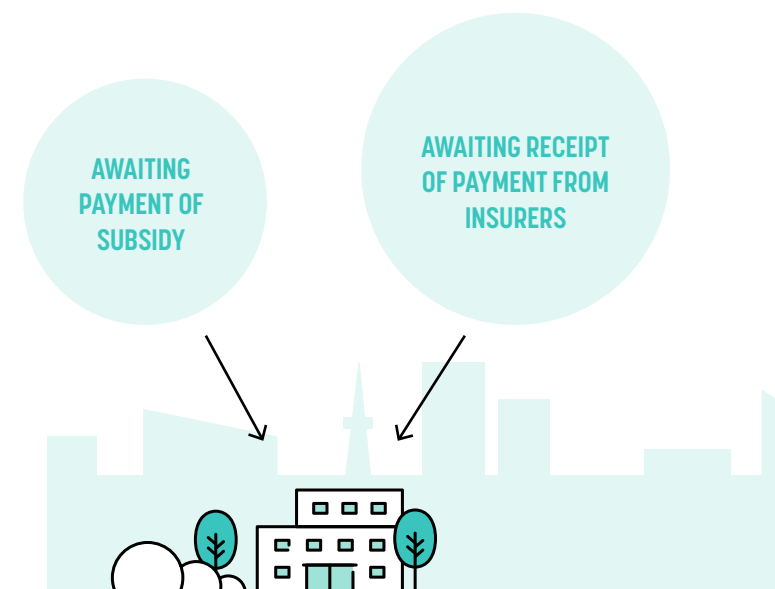 AWAITING
PAYMENT OF
SUBSIDY
AWAITING RECEIPT
OF PAYMENT FROM
INSURERS